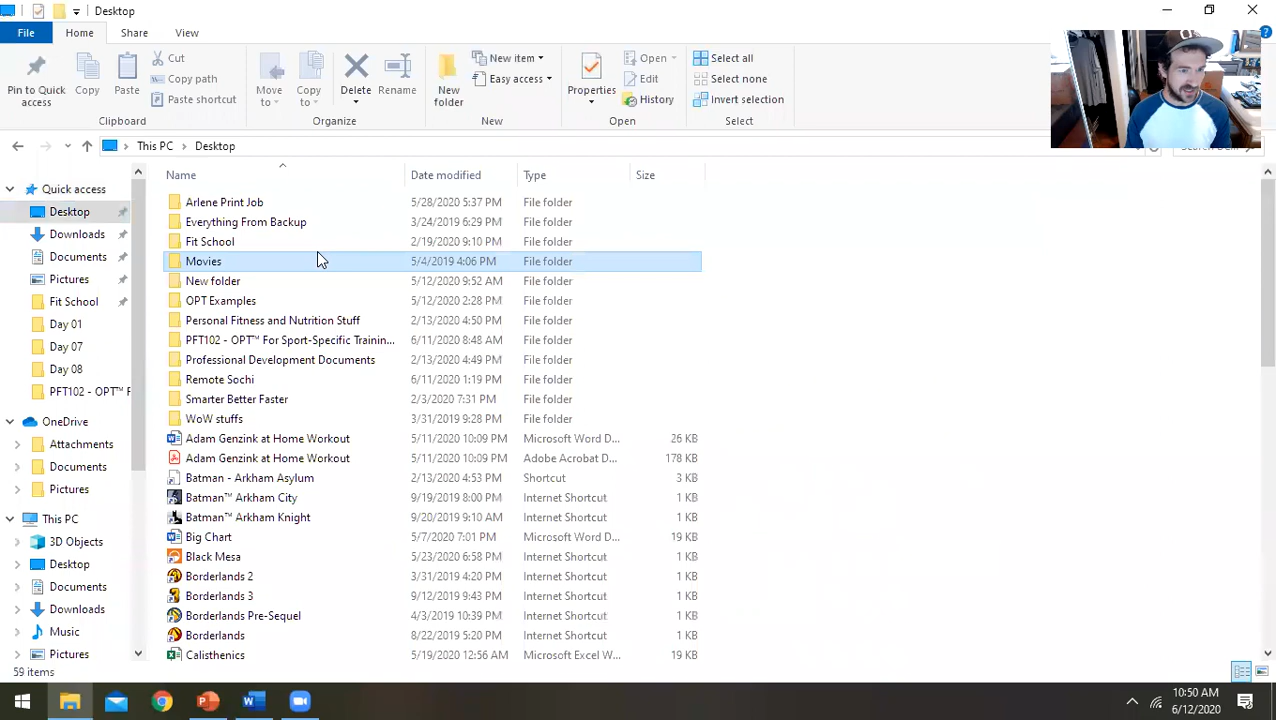 Desktop
File Home Share View
Pin to Quick access
Copy
Paste
Cut
Copy path
Paste shortcut
Clipboard
Move to
Copy to
Delete
Rename
Organize
New folder
New item
Easy access
New
Properties
Open
Edit
History
Open
Select all
Select none
Invert selection
Select
This PC Desktop
Quick access
Desktop
Downloads
Documents
Pictures
Fit School
Day 01
Day 07
Day 08
PFT102 - OPT™ F
OneDrive
Attachments
Documents
Pictures
This PC
3D Objects
Desktop
Documents
Downloads
Music
Pictures
Name Date modified Type Size
Arlene Print Job 5/28/2020 5:37 PM File folder
Everything From Backup 3/24/2019 6:29 PM File folder
Fit School 2/19/2020 9:10 PM File folder
Movies 5/4/2019 4:06 PM File folder
New folder 5/12/2020 9:52 AM File folder
OPT Examples 5/12/2020 2:28 PM File folder
Personal Fitness and Nutrition Stuff 2/13/2020 4:50 PM File folder
PFT102 - OPT™ For Sport-Specific Trainin... 6/11/2020 8:48 AM File folder
Professional Development Documents 2/13/2020 4:49 PM File folder
Remote Sochi 6/11/2020 1:19 PM File folder
Smarter Better Faster 2/3/2020 7:31 PM File folder
WoW stuffs 3/31/2019 9:28 PM File folder
Adam Genzink at Home Workout 5/11/2020 10:09 PM Microsoft Word D... 26 KB
Adam Genzink at Home Workout 5/11/2020 10:09 PM Adobe Acrobat D... 178 KB
Batman - Arkham Asylum 2/13/2020 4:53 PM Shortcut 3 KB
Batman™ Arkham City 9/19/2019 8:00 PM Internet Shortcut 1 KB
Batman™ Arkham Knight 9/20/2019 9:10 AM Internet Shortcut 1 KB
Big Chart 5/7/2020 7:01 PM Microsoft Word D... 19 KB
Black Mesa 5/23/2020 6:58 PM Internet Shortcut 1 KB
Borderlands 2 3/31/2019 4:20 PM Internet Shortcut 1 KB
Borderlands 3 9/12/2019 9:43 PM Internet Shortcut 1 KB
Borderlands Pre-Sequel 4/3/2019 10:39 PM Internet Shortcut 1 KB
Borderlands 8/22/2019 5:20 PM Internet Shortcut 1 KB
Calisthenics 5/19/2020 12:56 AM Microsoft Excel W... 19 KB
59 items
10:50 AM
6/12/2020